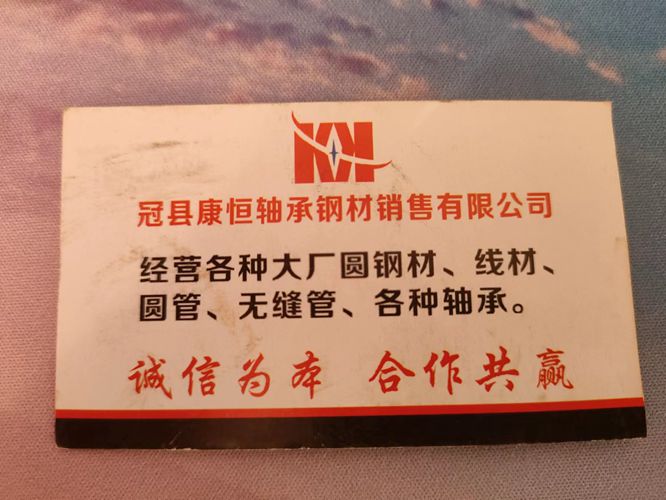 冠县康恒轴承钢材销售有限公司
经营各种大厂圆钢材、线材、
圆管、无缝管、各种轴承。
诚信为本 合作共赢